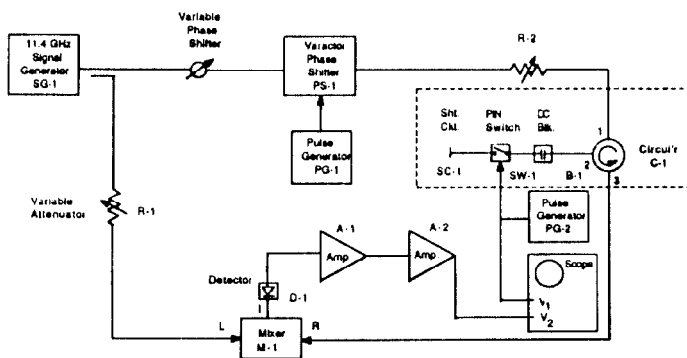 Variable
Phase
Shifter
11.4 GHz
Signal
Generator
SG-1
Varactor
Phase
Shifter
PS-1
R-2
Pulse
Generator
PG-1
Sht.
Ckt.
PIN
Switch
DC
Blk.
1
2
3
Circul'r
C-1
SC-1
SW-1
B-1
Variable
Attenuator
R-1
Pulse
Generator
PG-2
A-1
Amp
A-2
Amp
Scope
V1
V2
Detector
D-1
I
L
R
Mixer
M-1